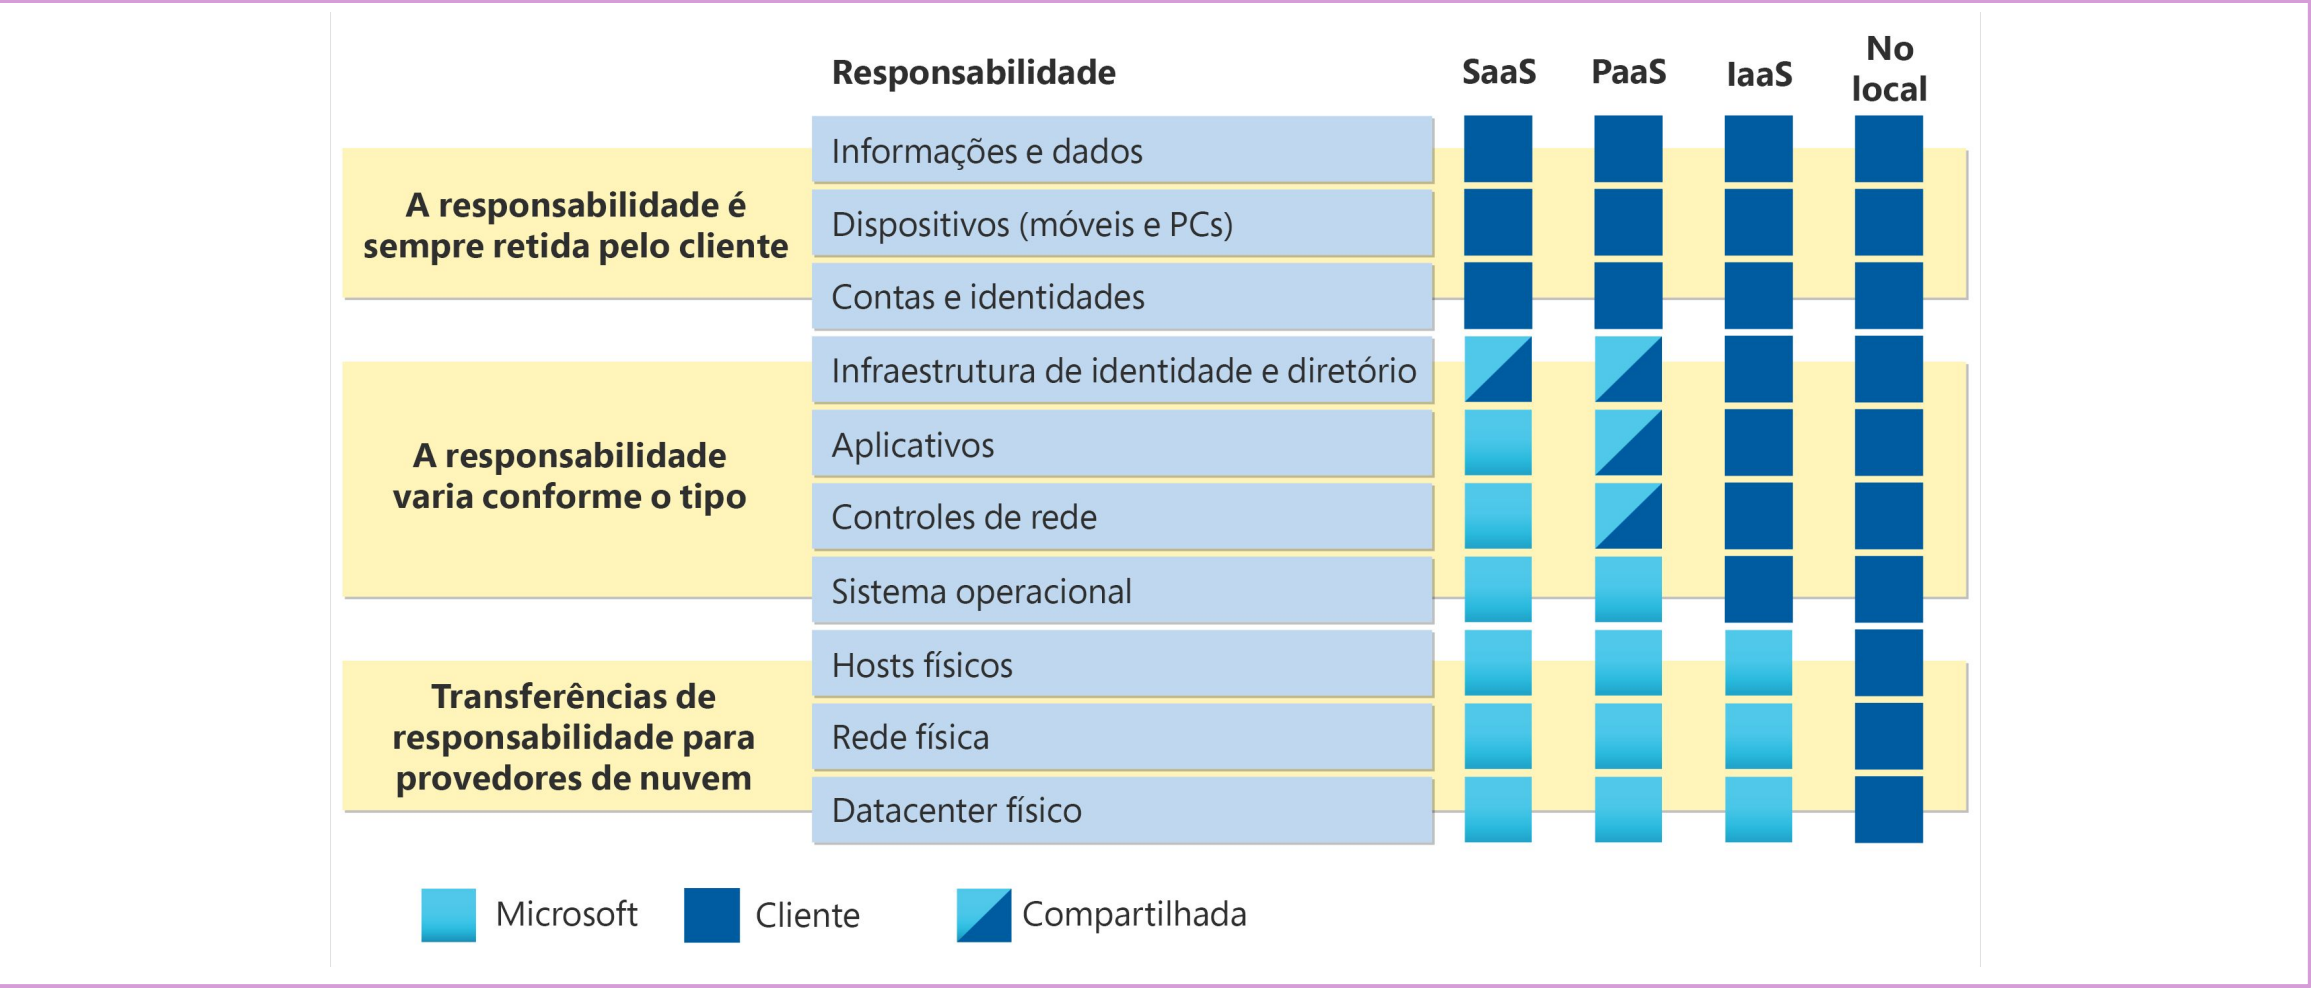 Responsabilidade
SaaS
PaaS
IaaS
No
local
A responsabilidade é
sempre retida pelo cliente
Informações e dados
Dispositivos (móveis e PCs)
Contas e identidades
A responsabilidade
varia conforme o tipo
Infraestrutura de identidade e diretório
Aplicativos
Controles de rede
Sistema operacional
Transferências de
responsabilidade para
provedores de nuvem
Hosts físicos
Rede física
Datacenter físico
Microsoft
Cliente
Compartilhada